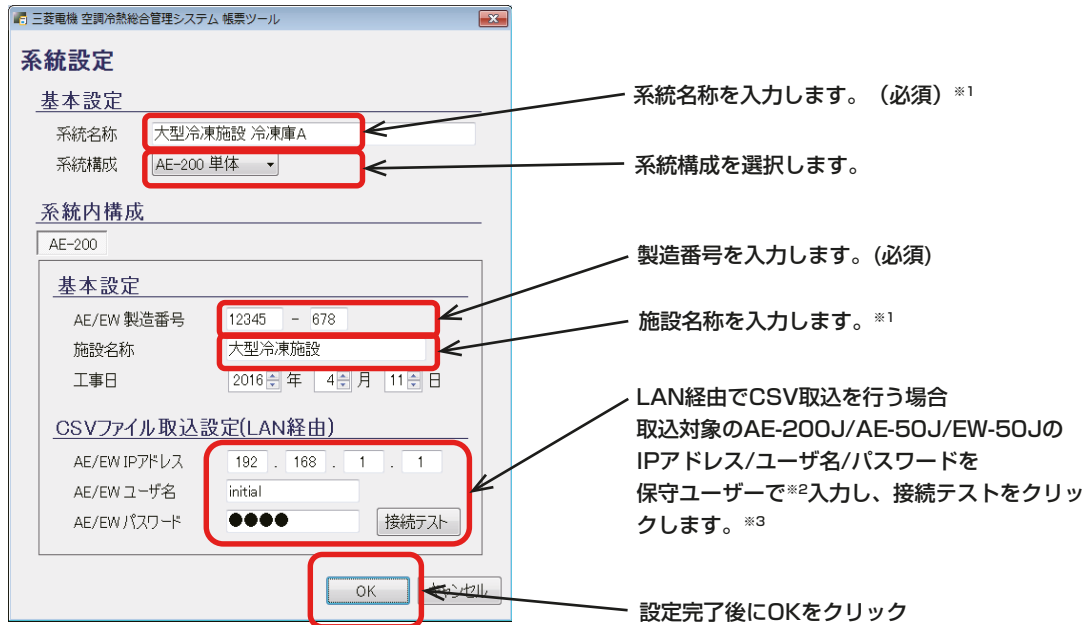 三菱電機 空調冷熱総合管理システム 帳票ツール
系統設定
基本設定
系統名称 大型冷凍施設 冷凍庫A
系統構成 AE-200 単体
系統内構成
AE-200
基本設定
AE/EW 製造番号 12345 - 678
施設名称 大型冷凍施設
工事日 2016 年 4 月 11 日
CSVファイル取込設定(LAN経由)
AE/EW IPアドレス 192 . 168 . 1 . 1
AE/EW ユーザ名 initial
AE/EW パスワード ●●●● 接続テスト
OK キャンセル
系統名称を入力します。（必須）※1
系統構成を選択します。
製造番号を入力します。(必須)
施設名称を入力します。※1
LAN経由でCSV取込を行う場合
取込対象のAE-200J/AE-50J/EW-50Jの
IPアドレス/ユーザ名/パスワードを
保守ユーザーで※2入力し、接続テストをクリッ
クします。※3
設定完了後にOKをクリック